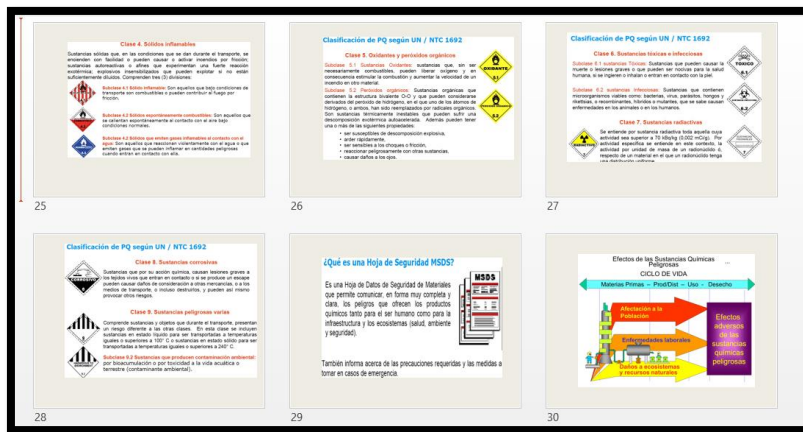 Clase 4. Sólidos inflamables
Sustancias sólidas que, en las condiciones que se dan durante el transporte, se
encienden con facilidad o pueden causar o activar incendios por fricción;
sustancias autoreactivas o afines que experimentan una fuerte reacción
exotérmica; explosivos insensibilizados que pueden explotar si no están
suficientemente diluidos. Comprenden tres (3) divisiones:
Subclase 4.1 Sólido inflamable: Son aquellos que bajo condiciones de
transporte son combustibles o pueden contribuir al fuego por
fricción.
Subclase 4.2 Sólidos espontáneamente combustibles: Son aquellos que
se calientan espontáneamente al contacto con el aire bajo
condiciones normales.
Subclase 4.2 Sólidos que emiten gases inflamables al contacto con el
agua: Son aquellos que reaccionan violentamente con el agua o que
emiten gases que se pueden inflamar en cantidades peligrosas
cuando entran en contacto con ella.
25
Clasificación de PQ según UN / NTC 1692
Clase 5. Oxidantes y peróxidos orgánicos
Subclase 5.1 Sustancias Oxidantes: sustancias que, sin ser
necesariamente combustibles, pueden liberar oxígeno y en
consecuencia estimular la combustión y aumentar la velocidad de un
incendio en otro material.
OXIDANTE
5.1
Subclase 5.2 Peróxidos orgánicos: Sustancias orgánicas que
contienen la estructura bivalente O-O y que pueden considerarse
derivados del peróxido de hidrógeno, en el que uno de los átomos de
hidrógeno, o ambos, han sido reemplazados por radicales orgánicos.
Son sustancias térmicamente inestables que pueden sufrir una
descomposición exotérmica autoacelerada. Además pueden tener
una o más de las siguientes propiedades:
5.2
• ser susceptibles de descomposición explosiva,
• arder rápidamente,
• ser sensibles a los choques o fricción,
• reaccionar peligrosamente con otras sustancias,
• causar daños a los ojos.
26
Clasificación de PQ según UN / NTC 1692
Clase 6. Sustancias tóxicas e infecciosas
Subclase 6.1 sustancias Tóxicas: Sustancias que pueden causar la
muerte o lesiones graves o que pueden ser nocivas para la salud
humana, si se ingieren o inhalan o entran en contacto con la piel.
TOXICO
6.1
Subclase 6.2 sustancias infecciosas: Sustancias que contienen
microorganismos viables como bacterias, virus, parásitos, hongos y
rikettsias, o recombinantes, híbridos o mutantes, que se sabe causan
enfermedades en los animales o en los humanos.
6.2
Clase 7. Sustancias radiactivas
Se entiende por sustancia radiactiva toda aquella cuya
actividad sea superior a 70 kBq/kg (0.002 mCi/g). Por
actividad específica se entiende en este contexto, la
actividad por unidad de masa de un radionúclido ó,
respecto de un material en el que un radionúclido tenga
una distribución uniforme.
27
Clasificación de PQ según UN / NTC 1692
Clase 8. Sustancias corrosivas
Sustancias que por su acción química, causan lesiones graves a
los tejidos vivos que entran en contacto o si se produce un escape
pueden causar daños de consideración a otras mercancías, o a los
medios de transporte, o incluso destruirlos, y pueden así mismo
provocar otros riesgos.
CORROSIVO
Clase 9. Sustancias peligrosas varias
Comprende sustancias y objetos que durante el transporte, presentan
un riesgo diferente a las otras clases. En esta clase se incluyen
sustancias en estado líquido para ser transportadas a temperaturas
iguales o superiores a 100° C o sustancias en estado sólido para ser
transportadas a temperaturas iguales o superiores a 240° C
Subclase 9.2 Sustancias que producen contaminación ambiental:
por bioacumulación o por toxicidad a la vida acuática o
terrestre (contaminante ambiental).
28
¿Qué es una Hoja de Seguridad MSDS?
Es una Hoja de Datos de Seguridad de Materiales
que permite comunicar, en forma muy completa y
clara, los peligros que ofrecen los productos
químicos tanto para el ser humano como para la
infraestructura y los ecosistemas (salud, ambiente
y seguridad).
MSDS
También informa acerca de las precauciones requeridas y las medidas a
tomar en casos de emergencia.
29
Efectos de las Sustancias Químicas
Peligrosas
CICLO DE VIDA
Materias Primas – Prod/Dist – Uso - Desecho
Afectación a la
Población
Enfermedades laborales
Daños a ecosistemas
y recursos naturales
Efectos
adversos
de las
sustancias
químicas
peligrosas
30